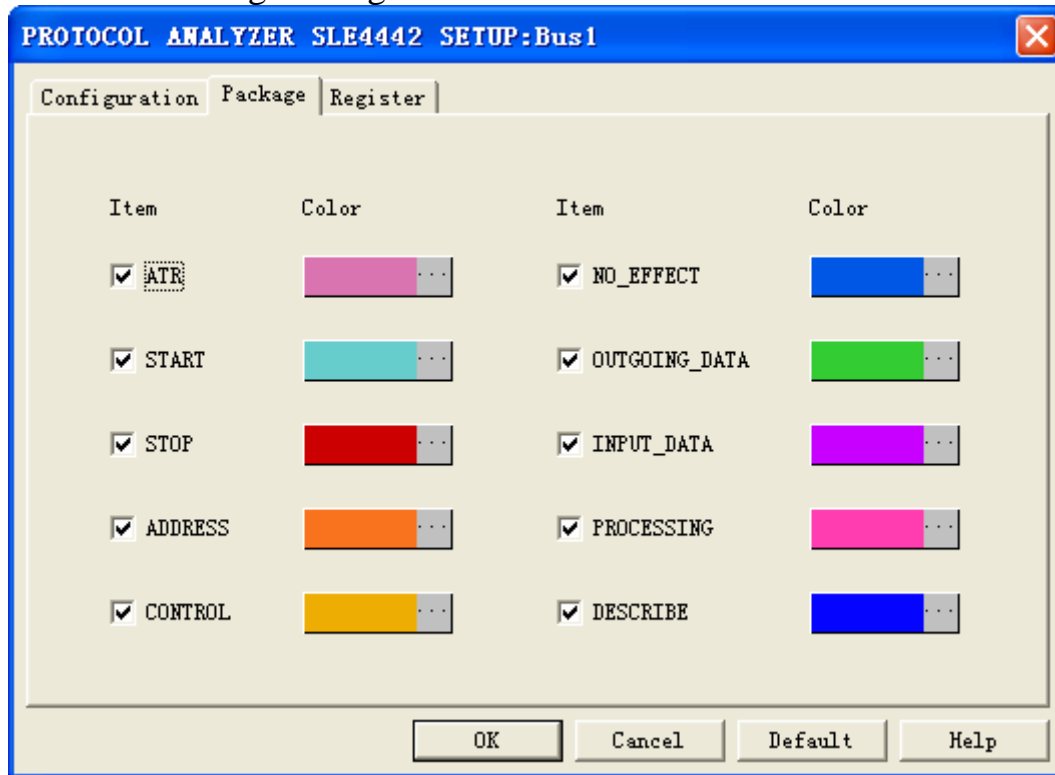 PROTOCOL ANALYZER SLE4442 SETUP:Bus1
Configuration Package Register
Item Color Item Color
ATR ... NO_EFFECT ...
START ... OUTGOING_DATA ...
STOP ... INPUT_DATA ...
ADDRESS ... PROCESSING ...
CONTROL ... DESCRIBE ...
OK Cancel Default Help